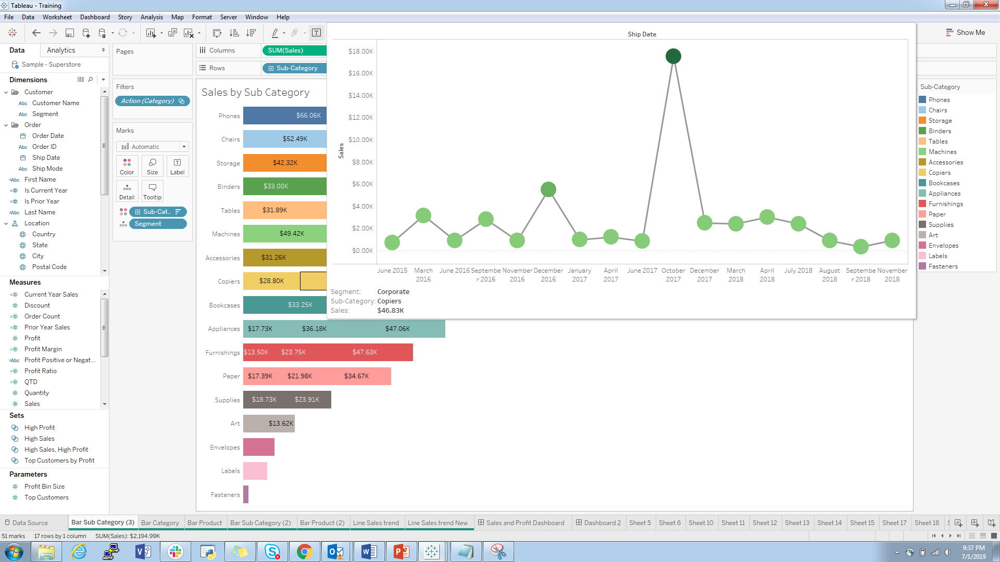 Tableau - Training
File Data Worksheet Dashboard Story Analysis Map Format Server Window Help
Show Me
Data Analytics
Sample - Superstore
Dimensions
Customer
Abc Customer Name
Abc Segment
Order
Order Date
Abc Order ID
Ship Date
Abc Ship Mode
=Abc First Name
Is Current Year
Is Prior Year
=Abc Last Name
Location
Country
State
City
Postal Code
Measures
Current Year Sales
Discount
Order Count
Prior Year Sales
Profit
Profit Margin
=Abc Profit Positive or Negat...
Profit Ratio
QTD
Quantity
Sales
Sets
High Profit
High Sales
High Sales, High Profit
Top Customers by Profit
Parameters
Profit Bin Size
Top Customers
Pages
Filters
Action (Category)
Marks
Automatic
Color Size Label
Detail Tooltip
Sub-Cat..
Segment
Columns SUM(Sales)
Rows Sub-Category
Sales by Sub Category
Phones $66.06K
Chairs $52.49K
Storage $42.32K
Binders $33.00K
Tables $31.89K
Machines $49.42K
Accessories $31.26K
Copiers $28.80K
Bookcases $33.25K
Appliances $17.73K $36.18K $47.06K
Furnishings $13.50K $23.75K $47.63K
Paper $17.39K $21.98K $34.67K
Supplies $18.73K $23.91K
Art $13.62K
Envelopes
Labels
Fasteners
Ship Date
Sales
$18.00K
$16.00K
$14.00K
$12.00K
$10.00K
$8.00K
$6.00K
$4.00K
$2.00K
$0.00K
June 2015 March June 2016 Septembe November December January April June 2017 October December March April July 2018 August Septembe November
2016 r 2016 2016 2016 2017 2017 2017 2017 2018 2018 2018 r 2018 2018
Segment: Corporate
Sub-Category: Copiers
Sales: $46.83K
Sub-Category
Phones
Chairs
Storage
Binders
Tables
Machines
Accessories
Copiers
Bookcases
Appliances
Furnishings
Paper
Supplies
Art
Envelopes
Labels
Fasteners
Data Source Bar Sub Category (3) Bar Category Bar Product Bar Sub Category (2) Bar Product (2) Line Sales trend Line Sales trend New Sales and Profit Dashboard Dashboard 2 Sheet 5 Sheet 6 Sheet 10 Sheet 11 Sheet 12 Sheet 13 Sheet 14 Sheet 15 Sheet 17 Sheet 18
51 marks 17 rows by 1 column SUM(Sales): $2,194.99K
9:37 PM
7/1/2019